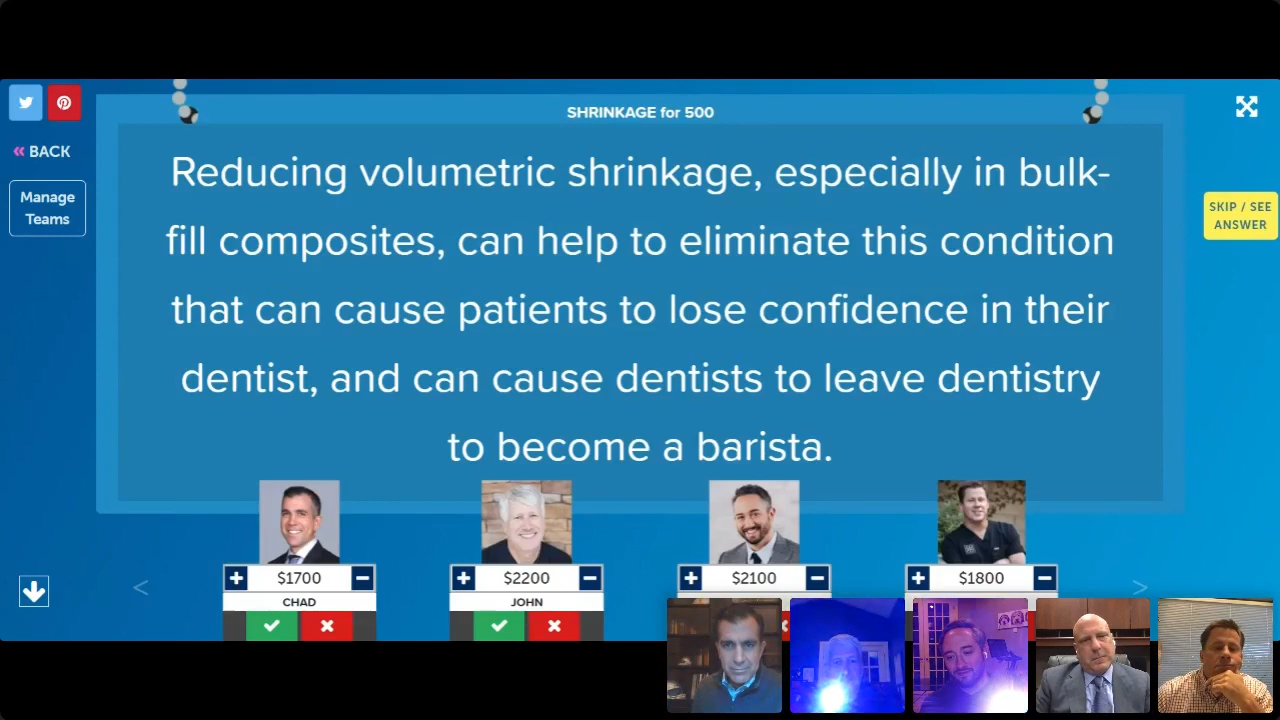 SHRINKAGE for 500
« BACK
Manage
Teams
SKIP / SEE
ANSWER
Reducing volumetric shrinkage, especially in bulk-
fill composites, can help to eliminate this condition
that can cause patients to lose confidence in their
dentist, and can cause dentists to leave dentistry
to become a barista.
+ $1700 −
+ $2200 −
+ $2100 −
+ $1800 −
CHAD
JOHN